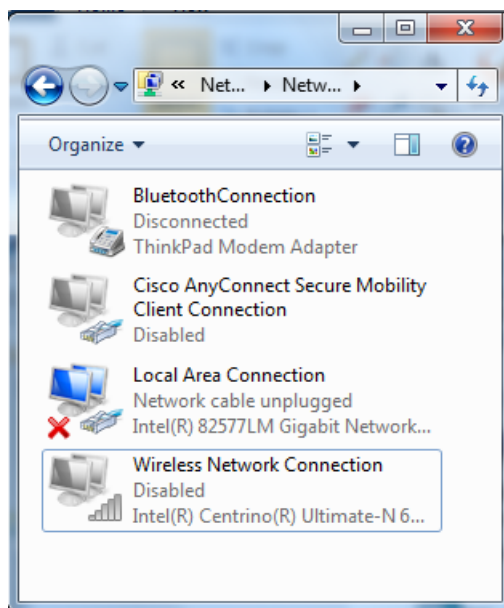 « Net... Netw...
Organize
BluetoothConnection
Disconnected
ThinkPad Modem Adapter
Cisco AnyConnect Secure Mobility
Client Connection
Disabled
Local Area Connection
Network cable unplugged
Intel(R) 82577LM Gigabit Network...
Wireless Network Connection
Disabled
Intel(R) Centrino(R) Ultimate-N 6...